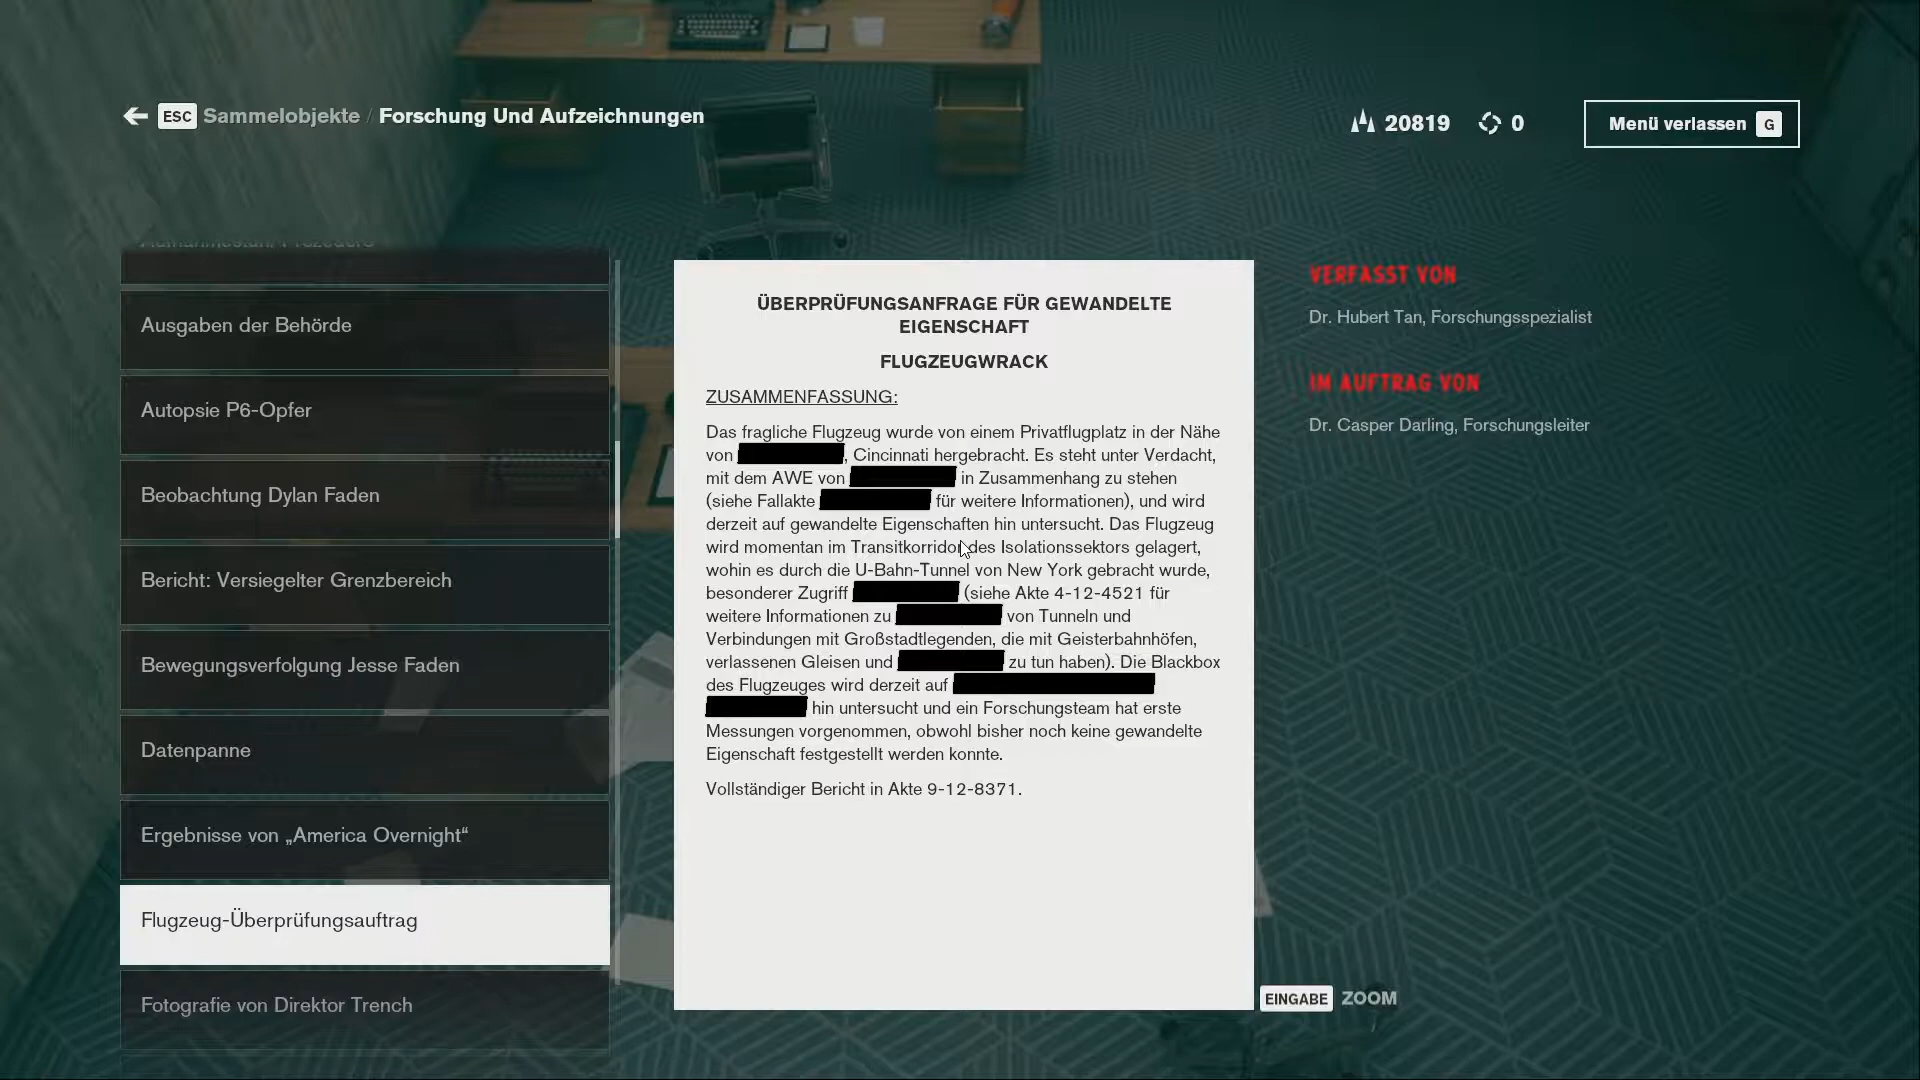 ESC Sammelobjekte / Forschung Und Aufzeichnungen
20819
0
Menü verlassen G
Ausgaben der Behörde
Autopsie P6-Opfer
Beobachtung Dylan Faden
Bericht: Versiegelter Grenzbereich
Bewegungsverfolgung Jesse Faden
Datenpanne
Ergebnisse von „America Overnight“
Flugzeug-Überprüfungsauftrag
Fotografie von Direktor Trench
ÜBERPRÜFUNGSANFRAGE FÜR GEWANDELTE
EIGENSCHAFT
FLUGZEUGWRACK
ZUSAMMENFASSUNG:
Das fragliche Flugzeug wurde von einem Privatflugplatz in der Nähe
von , Cincinnati hergebracht. Es steht unter Verdacht,
mit dem AWE von in Zusammenhang zu stehen
(siehe Fallakte für weitere Informationen), und wird
derzeit auf gewandelte Eigenschaften hin untersucht. Das Flugzeug
wird momentan im Transitkorridor des Isolationssektors gelagert,
wohin es durch die U-Bahn-Tunnel von New York gebracht wurde,
besonderer Zugriff (siehe Akte 4-12-4521 für
weitere Informationen zu von Tunneln und
Verbindungen mit Großstadtlegenden, die mit Geisterbahnhöfen,
verlassenen Gleisen und zu tun haben). Die Blackbox
des Flugzeuges wird derzeit auf
hin untersucht und ein Forschungsteam hat erste
Messungen vorgenommen, obwohl bisher noch keine gewandelte
Eigenschaft festgestellt werden konnte.
Vollständiger Bericht in Akte 9-12-8371.
VERFASST VON
Dr. Hubert Tan, Forschungsspezialist
IM AUFTRAG VON
Dr. Casper Darling, Forschungsleiter
EINGABE ZOOM